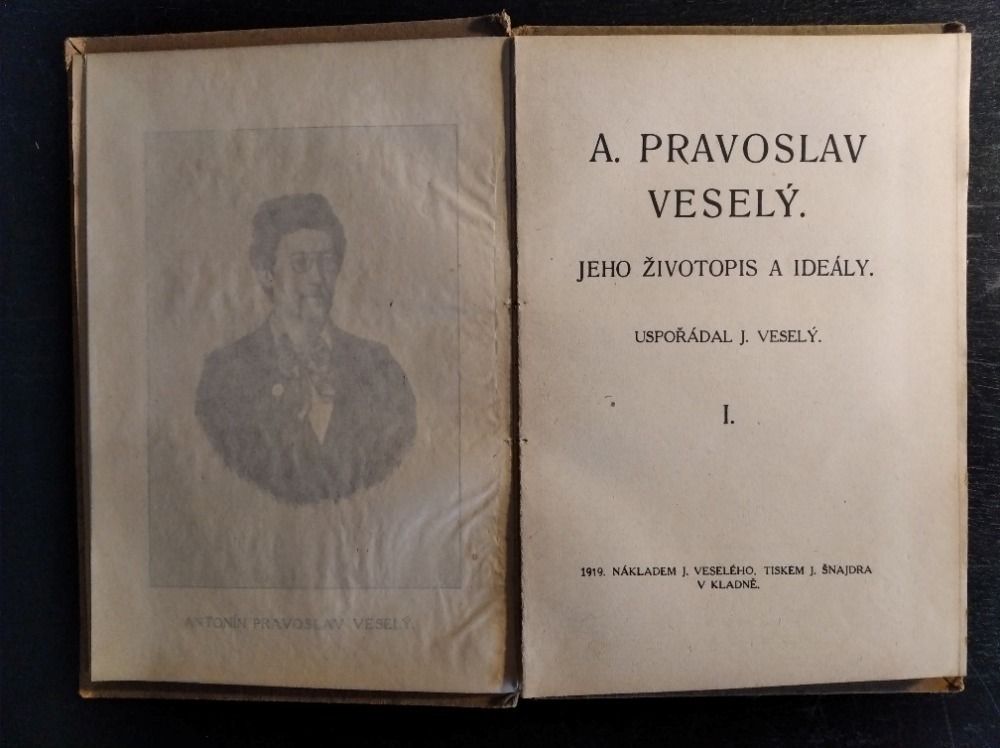 ANTONÍN PRAVOSLAV VESELÝ.
A. PRAVOSLAV
VESELÝ.
JEHO ŽIVOTOPIS A IDEÁLY.
USPOŘÁDAL J. VESELÝ.
I.
1919. NÁKLADEM J. VESELÉHO, TISKEM J. ŠNAJDRA
V KLADNĚ.